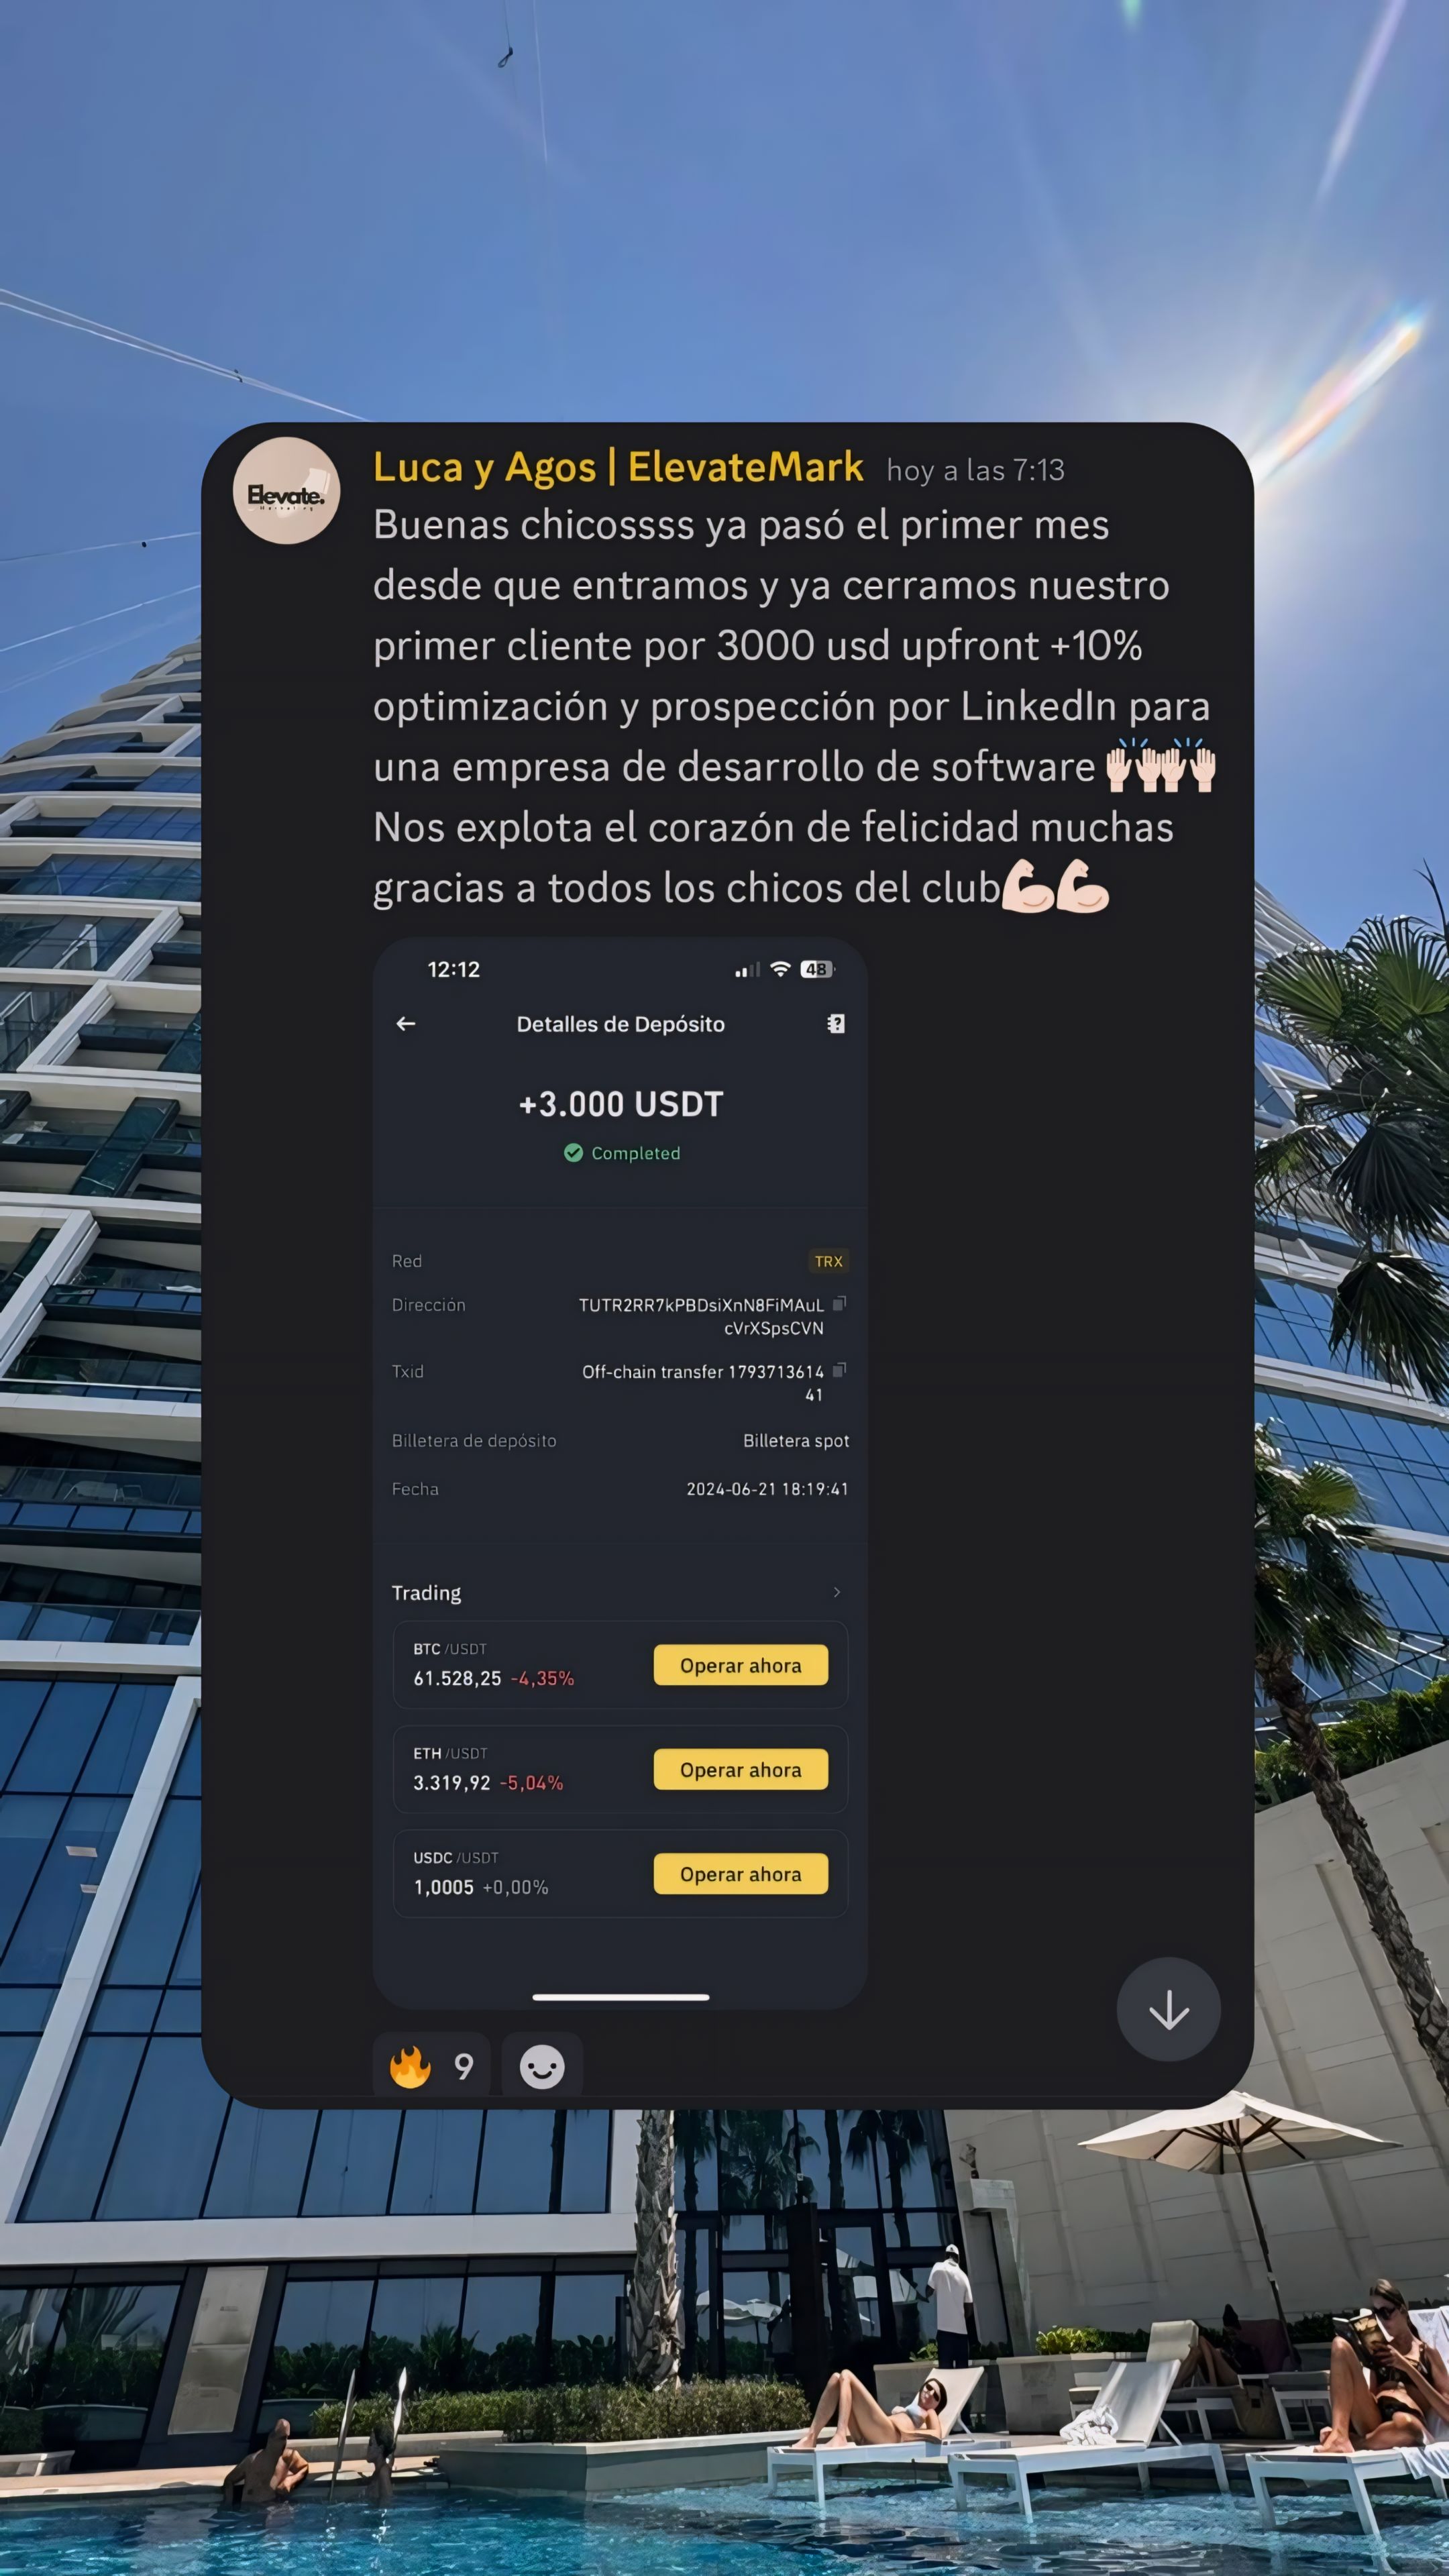 Elevate.
Luca y Agos | ElevateMark hoy a las 7:13
Buenas chicossss ya pasó el primer mes
desde que entramos y ya cerramos nuestro
primer cliente por 3000 usd upfront +10%
optimización y prospección por LinkedIn para
una empresa de desarrollo de software 🙌🏻🙌🏻
Nos explota el corazón de felicidad muchas
gracias a todos los chicos del club💪🏻💪🏻
12:12 48
Detalles de Depósito
+3.000 USDT
Completed
Red TRX
Dirección TUTR2RR7kPBDsiXnN8FiMAuL
cVrXSpsCVN
Txid Off-chain transfer 1793713614
41
Billetera de depósito Billetera spot
Fecha 2024-06-21 18:19:41
Trading
BTC /USDT
61.528,25 -4,35% Operar ahora
ETH /USDT
3.319,92 -5,04% Operar ahora
USDC /USDT
1,0005 +0,00% Operar ahora
🔥 9